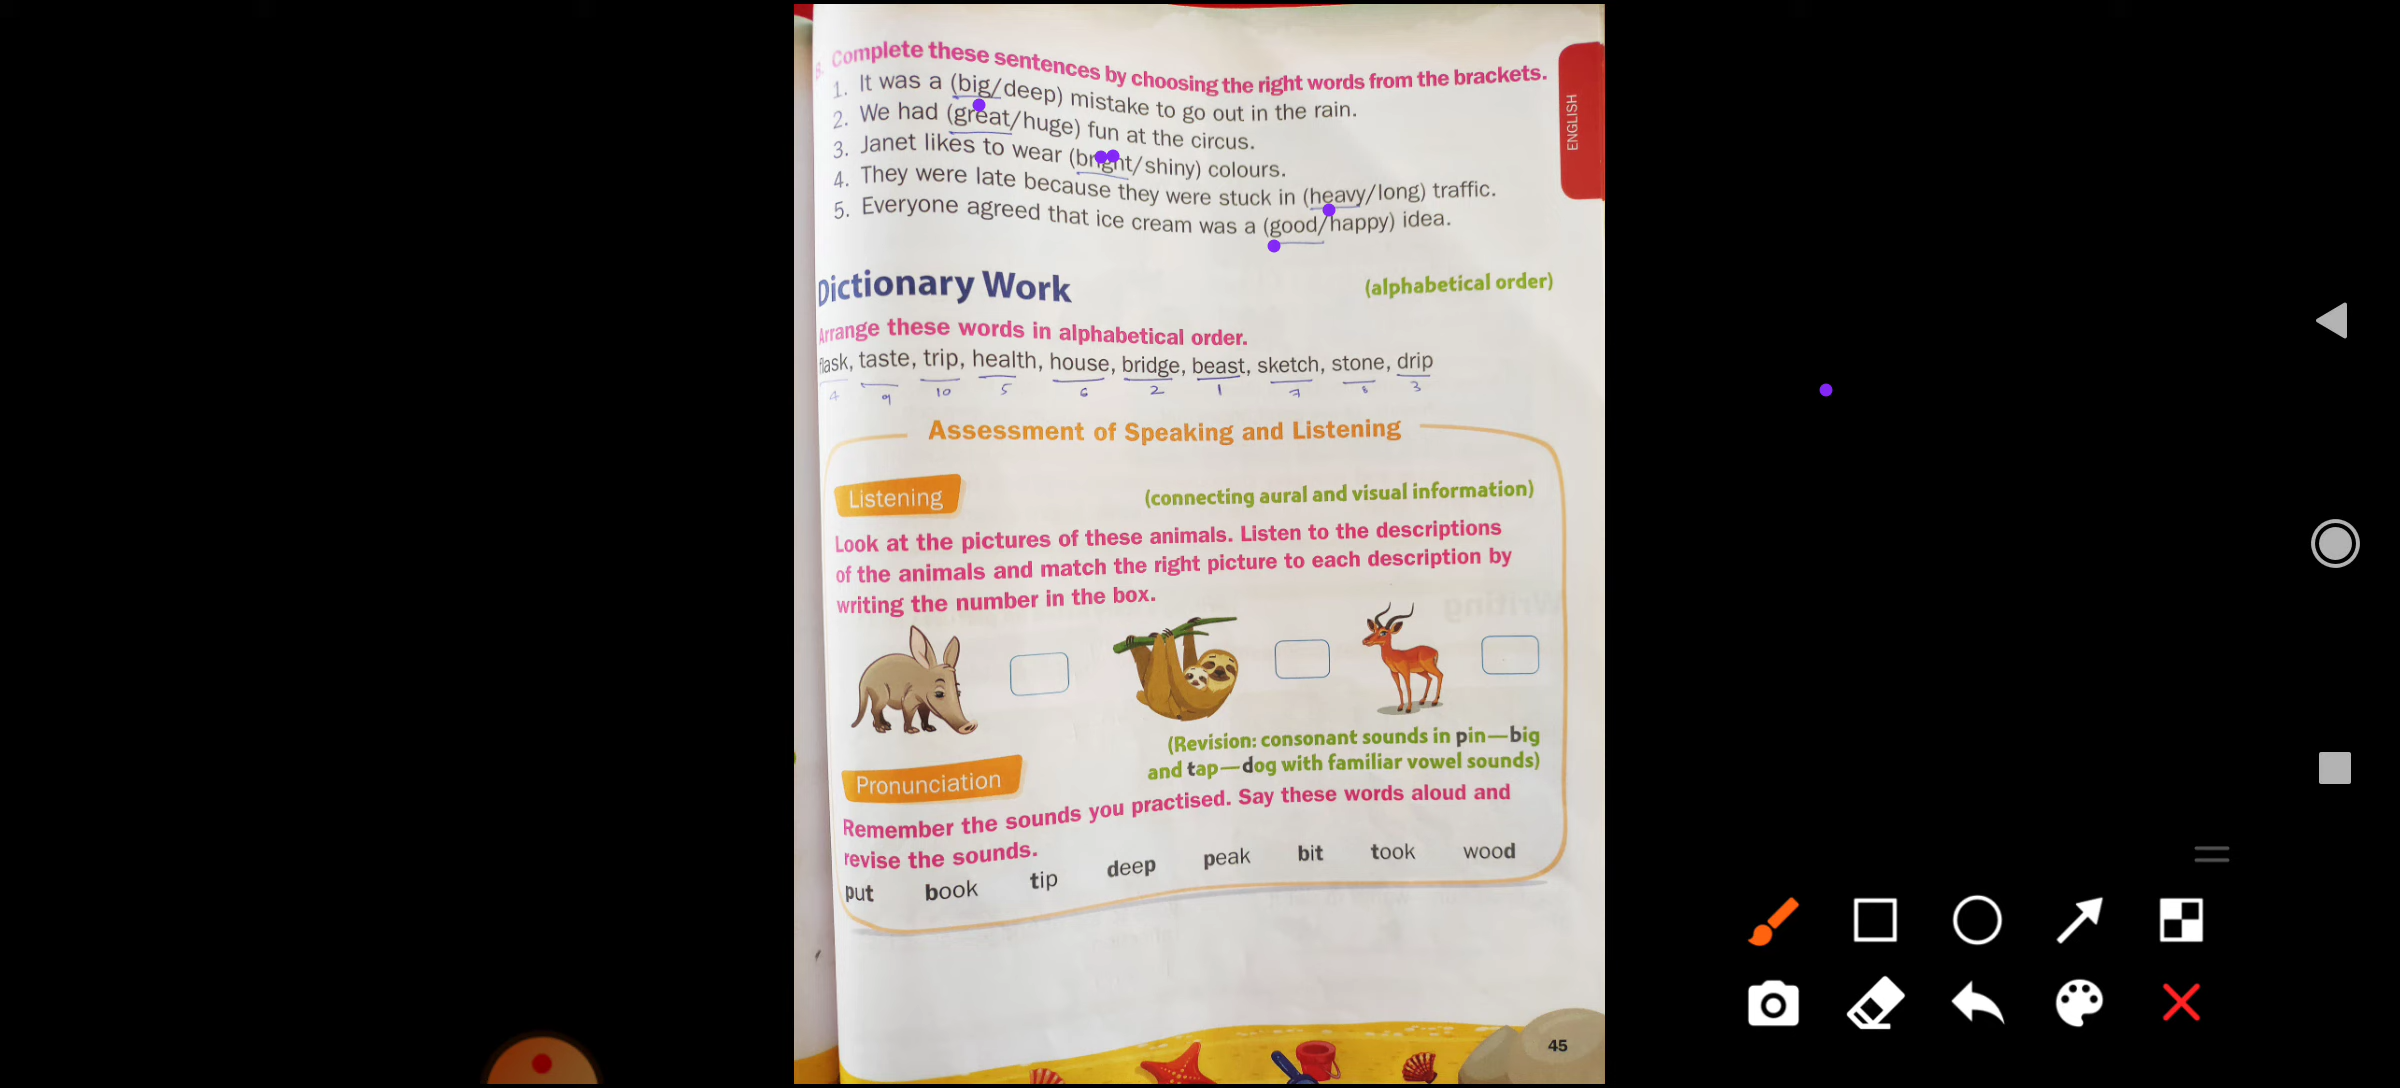 B. Complete these sentences by choosing the right words from the brackets.
1. It was a (big/deep) mistake to go out in the rain.
2. We had (great/huge) fun at the circus.
3. Janet likes to wear (bright/shiny) colours.
4. They were late because they were stuck in (heavy/long) traffic.
5. Everyone agreed that ice cream was a (good/happy) idea.
ENGLISH
Dictionary Work
(alphabetical order)
Arrange these words in alphabetical order.
flask, taste, trip, health, house, bridge, beast, sketch, stone, drip
4 9 10 5 6 2 1 7 8 3
Assessment of Speaking and Listening
Listening
(connecting aural and visual information)
Look at the pictures of these animals. Listen to the descriptions
of the animals and match the right picture to each description by
writing the number in the box.
(Revision: consonant sounds in pin—big
and tap—dog with familiar vowel sounds)
Pronunciation
Remember the sounds you practised. Say these words aloud and
revise the sounds.
put book tip deep peak bit took wood
45